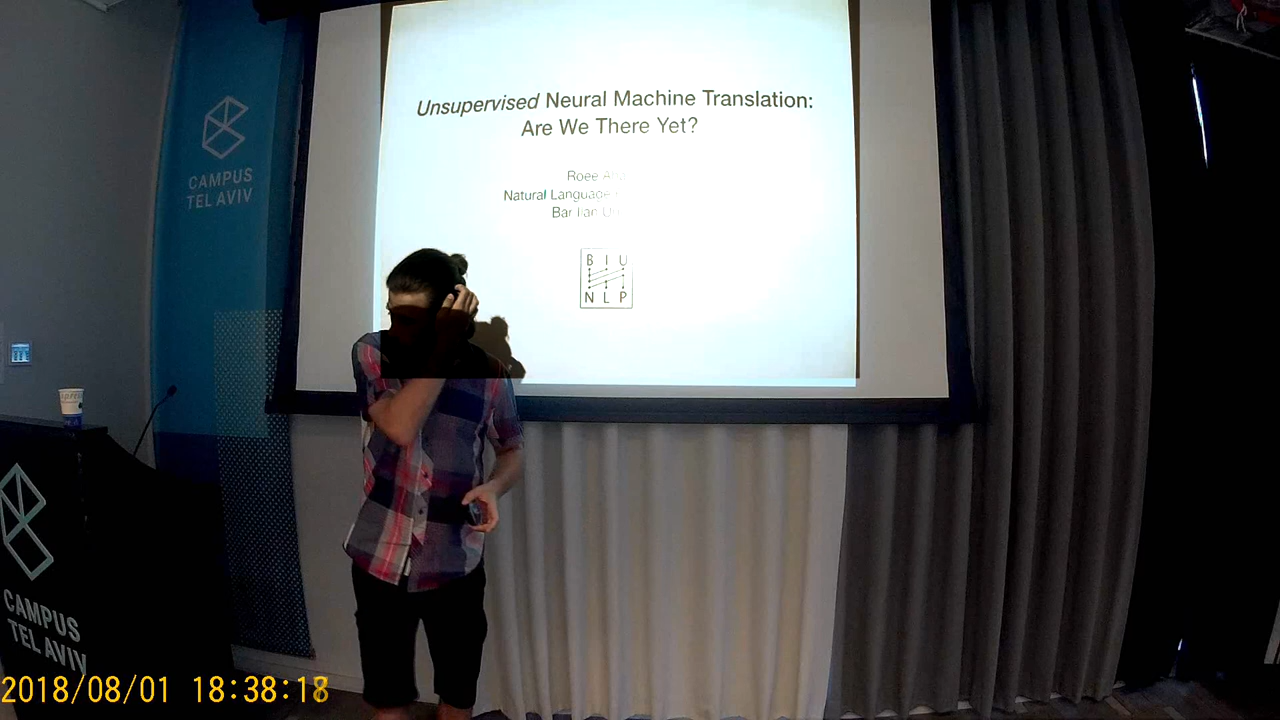 Unsupervised Neural Machine Translation:
Are We There Yet?
Roee
Natural Language
Bar Ilan
B I U
N L P
CAMPUS
TEL AVIV
CAMPUS
TEL AVIV
2018/08/01 18:38:18